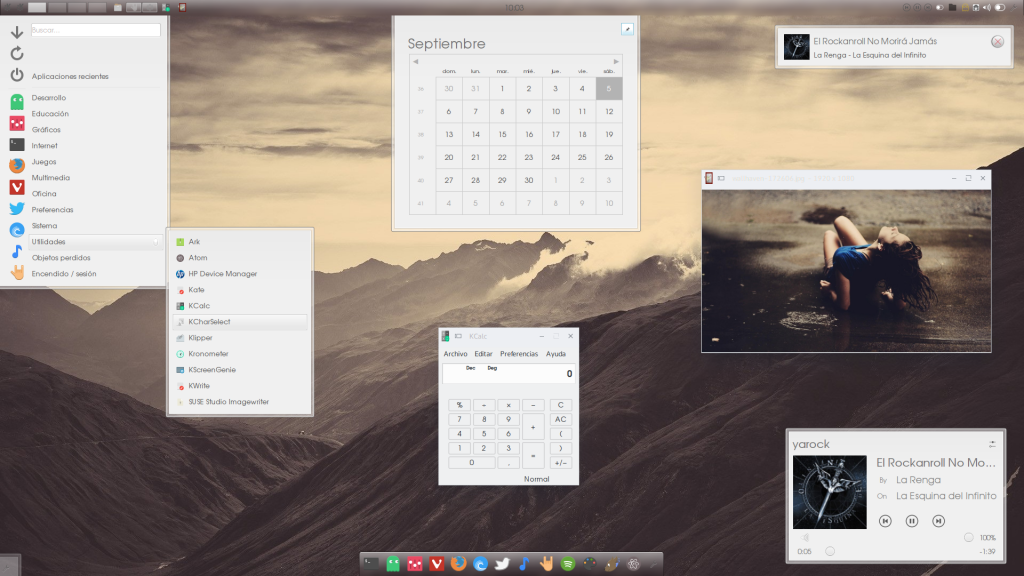 10:03
Buscar...
Aplicaciones recientes
Desarrollo
Educación
Gráficos
Internet
Juegos
Multimedia
Oficina
Preferencias
Sistema
Utilidades
Objetos perdidos
Encendido / sesión
Ark
Atom
HP Device Manager
Kate
KCalc
KCharSelect
Klipper
Kronometer
KScreenGenie
KWrite
SUSE Studio Imagewriter
Septiembre
dom. lun. mar. mié. jue. vie. sáb.
36 30 31 1 2 3 4 5
37 6 7 8 9 10 11 12
38 13 14 15 16 17 18 19
39 20 21 22 23 24 25 26
40 27 28 29 30 1 2 3
41 4 5 6 7 8 9 10
El Rockanroll No Morirá Jamás
La Renga - La Esquina del Infinito
KCalc
Archivo Editar Preferencias Ayuda
Dec Deg
0
% ÷ × − C
7 8 9 AC
+
4 5 6 (
1 2 3 )
=
0 . +/−
Normal
yarock
El Rockanroll No Mo...
By La Renga
On La Esquina del Infinito
100%
0:05 -1:39